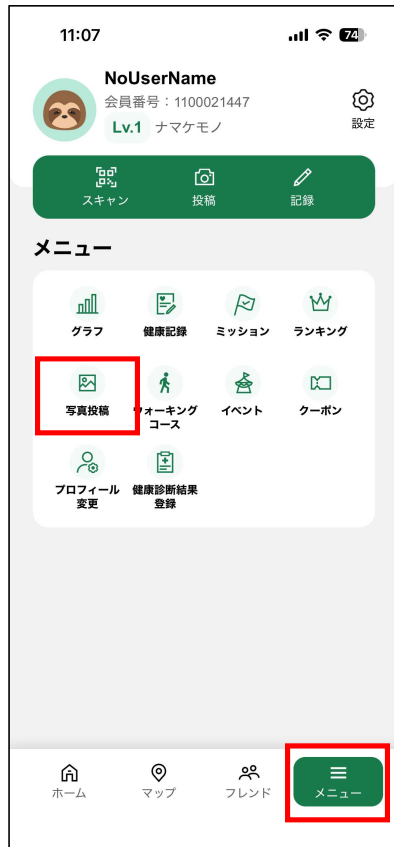 11:07
74
NoUserName
会員番号：1100021447
Lv.1 ナマケモノ
設定
スキャン 投稿 記録
メニュー
グラフ 健康記録 ミッション ランキング
写真投稿 ウォーキング イベント クーポン
コース
プロフィール 健康診断結果
変更 登録
ホーム マップ フレンド メニュー